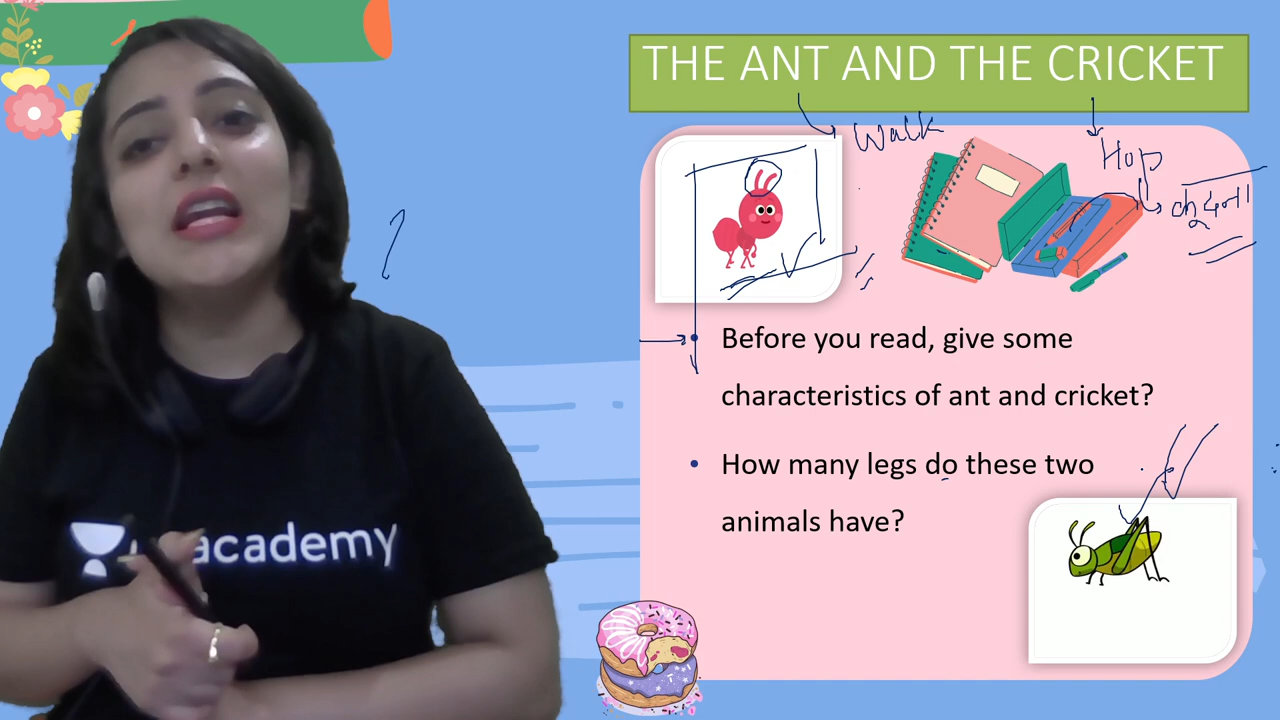 THE ANT AND THE CRICKET
Walk
Hop
Before you read, give some
characteristics of ant and cricket?
How many legs do these two
animals have?
academy